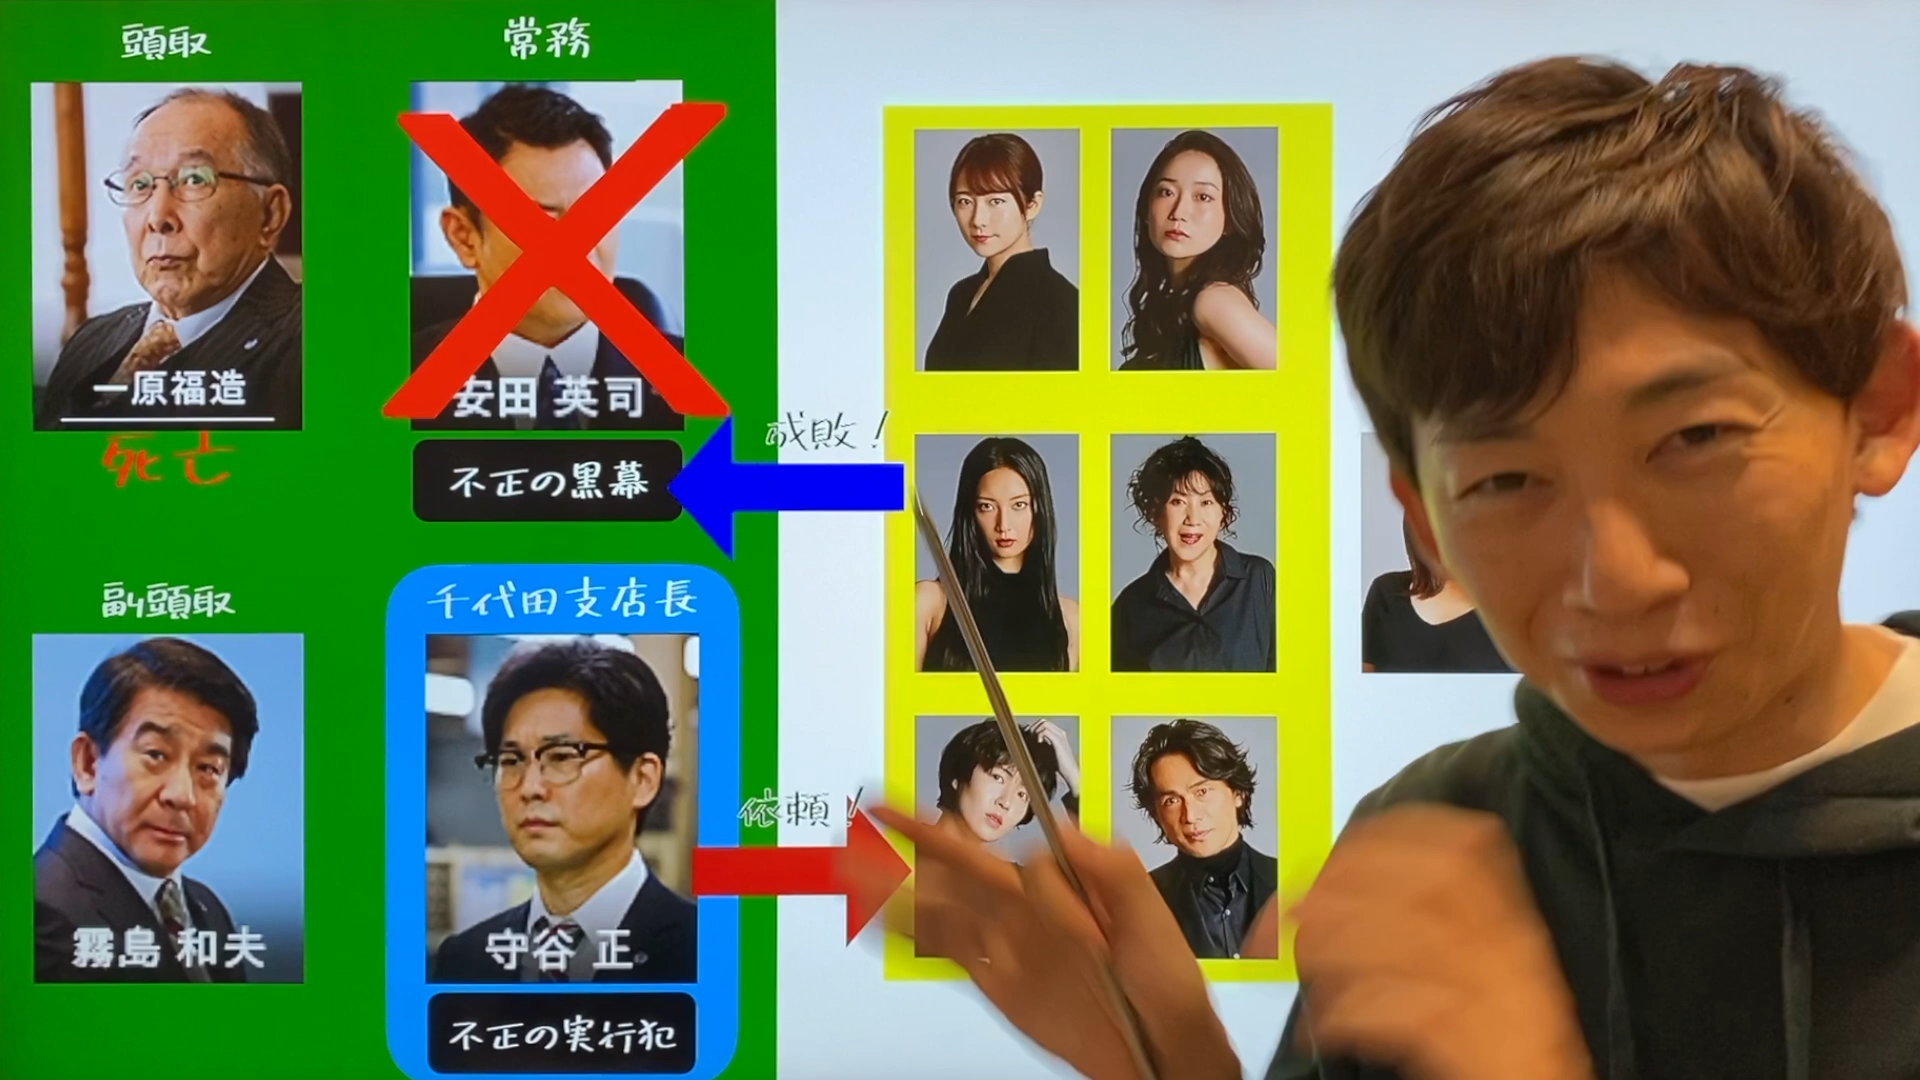 頭取
常務
一原福造
死亡
安田 英司
不正の黒幕
成敗!
副頭取
千代田支店長
霧島 和夫
守谷 正
不正の実行犯
依頼!